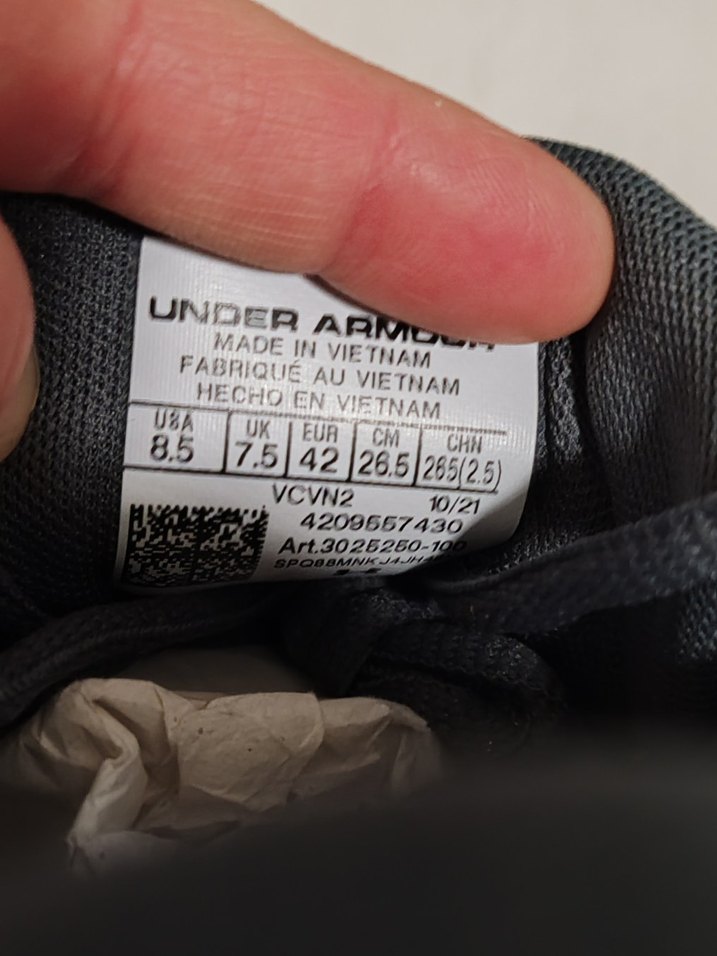 UNDER ARMOUR
MADE IN VIETNAM
FABRIQUÉ AU VIETNAM
HECHO EN VIETNAM
USA UK EUR CM CHN
8.5 7.5 42 26.5 265(2.5)
VCVN2 10/21
4209557430
Art.3025250-100